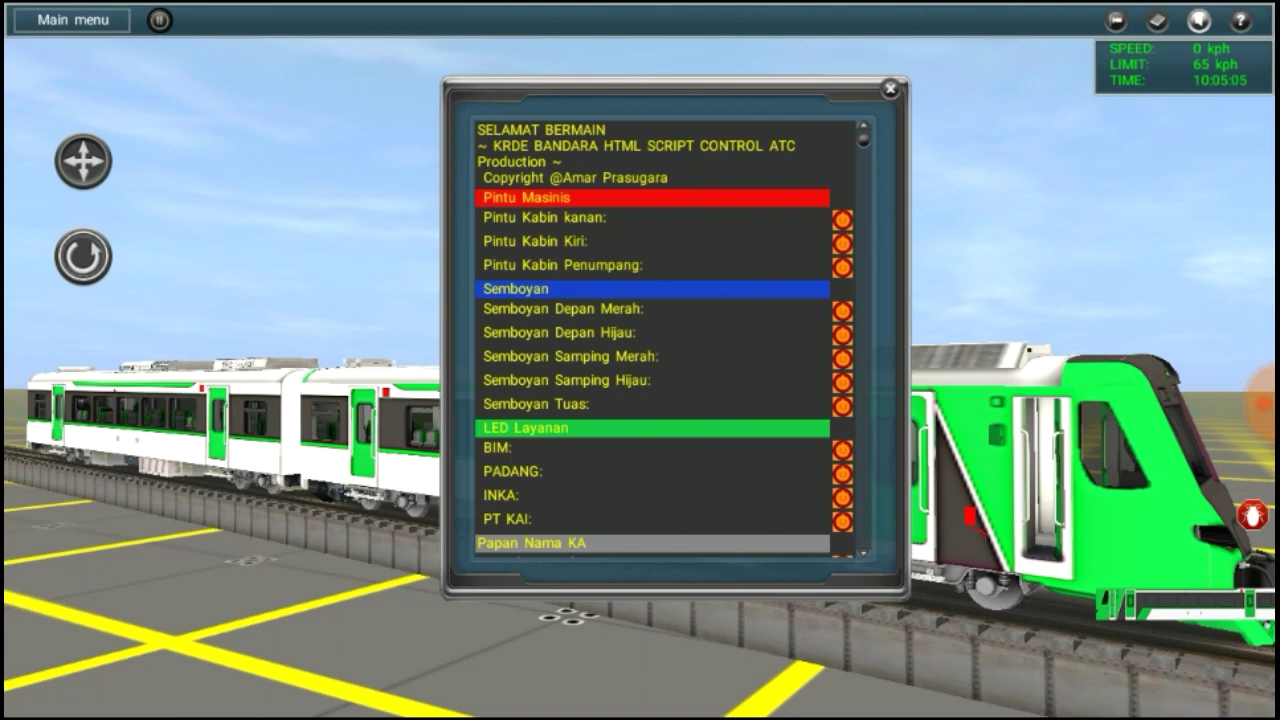 Main menu
SPEED: 0 kph
LIMIT: 65 kph
TIME: 10:05:05
SELAMAT BERMAIN
~ KRDE BANDARA HTML SCRIPT CONTROL ATC
Production ~
Copyright @Amar Prasugara
Pintu Masinis
Pintu Kabin kanan:
Pintu Kabin Kiri:
Pintu Kabin Penumpang:
Semboyan
Semboyan Depan Merah:
Semboyan Depan Hijau:
Semboyan Samping Merah:
Semboyan Samping Hijau:
Semboyan Tuas:
LED Layanan
BIM:
PADANG:
INKA:
PT KAI:
Papan Nama KA